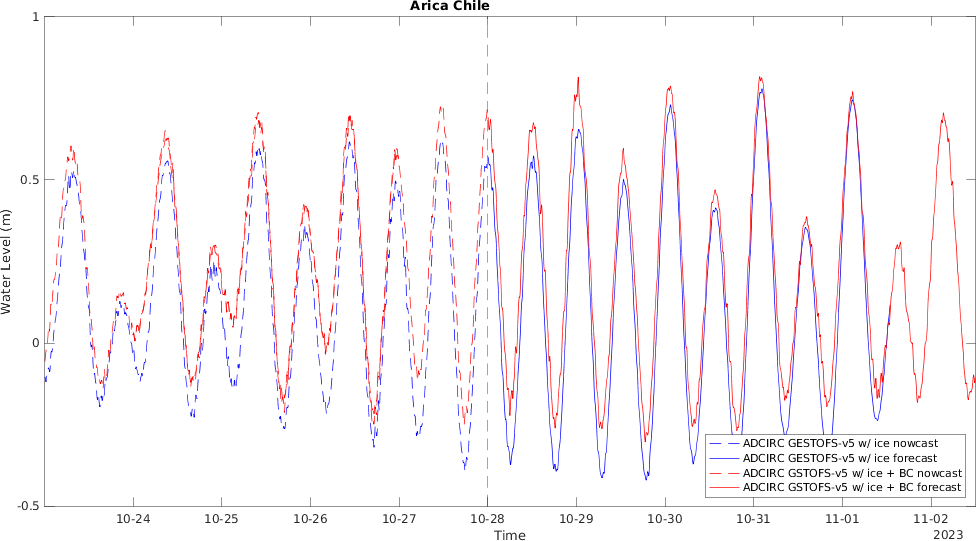 Arica Chile
1
0.5
0
-0.5
Water Level (m)
10-24 10-25 10-26 10-27 10-28 10-29 10-30 10-31 11-01 11-02
Time
2023
ADCIRC GESTOFS-v5 w/ ice nowcast
ADCIRC GESTOFS-v5 w/ ice forecast
ADCIRC GSTOFS-v5 w/ ice + BC nowcast
ADCIRC GSTOFS-v5 w/ ice + BC forecast